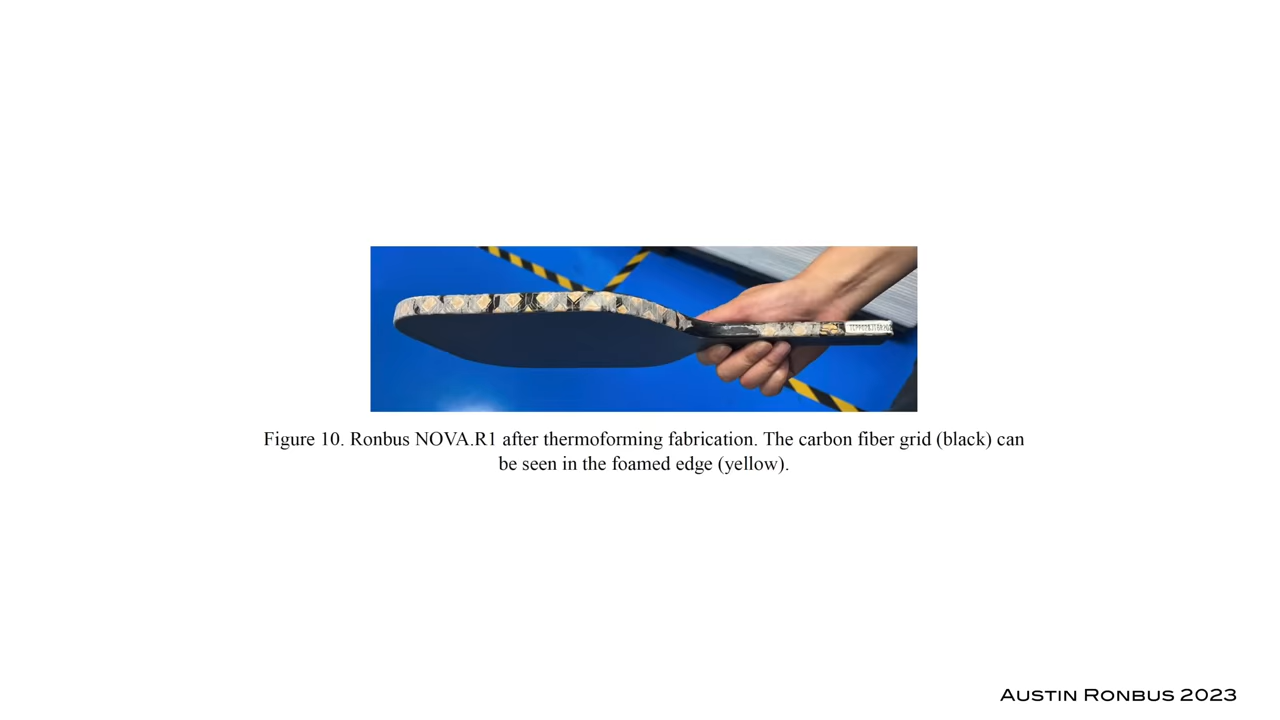 Figure 10. Ronbus NOVA.R1 after thermoforming fabrication. The carbon fiber grid (black) can
be seen in the foamed edge (yellow).
Austin Ronbus 2023